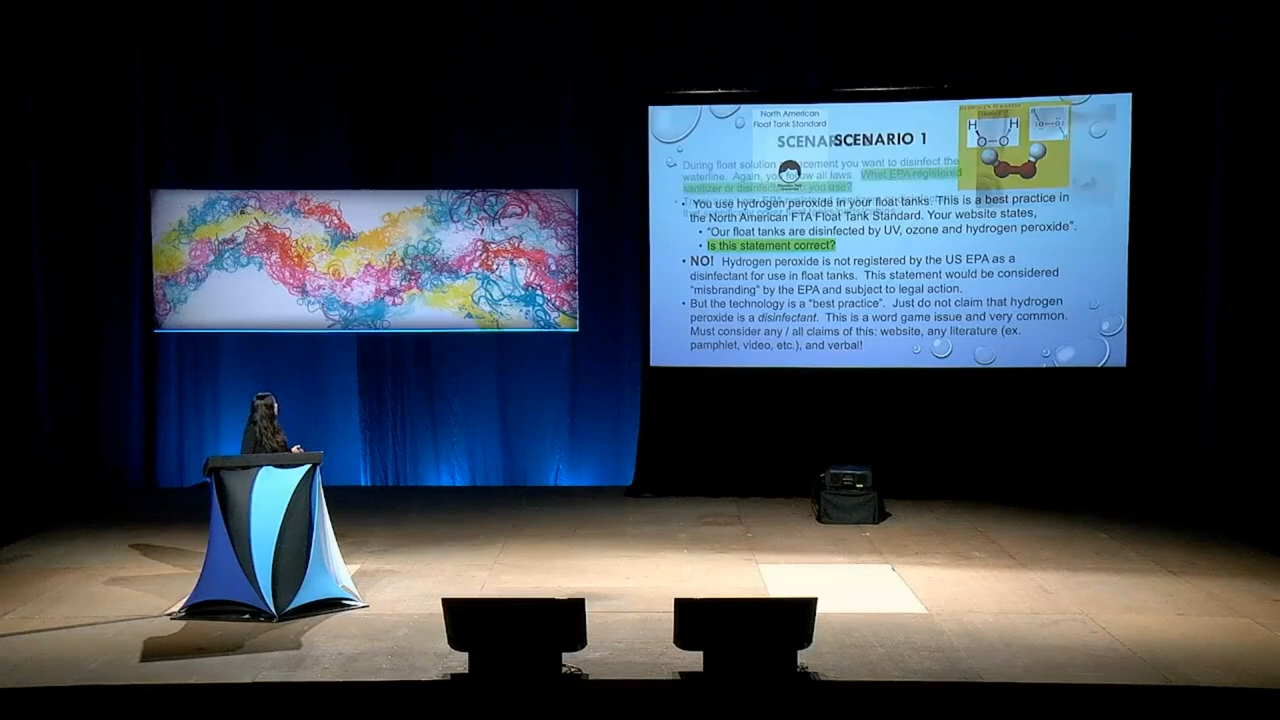 North American
Float Tank Standard
SCENARIO 1
During float solution you want to disinfect the
waterline. Again, you follow all laws. What EPA registered
sanitizer or you use?
• You use hydrogen peroxide in your float tanks. This is a best practice in
the North American FTA Float Tank Standard. Your website states,
• "Our float tanks are disinfected by UV, ozone and hydrogen peroxide".
• Is this statement correct?
• NO! Hydrogen peroxide is not registered by the US EPA as a
disinfectant for use in float tanks. This statement would be considered
"misbranding" by the EPA and subject to legal action.
• But the technology is a "best practice". Just do not claim that hydrogen
peroxide is a disinfectant. This is a word game issue and very common.
Must consider any / all claims of this: website, any literature (ex.
pamphlet, video, etc.), and verbal!
H H
O O